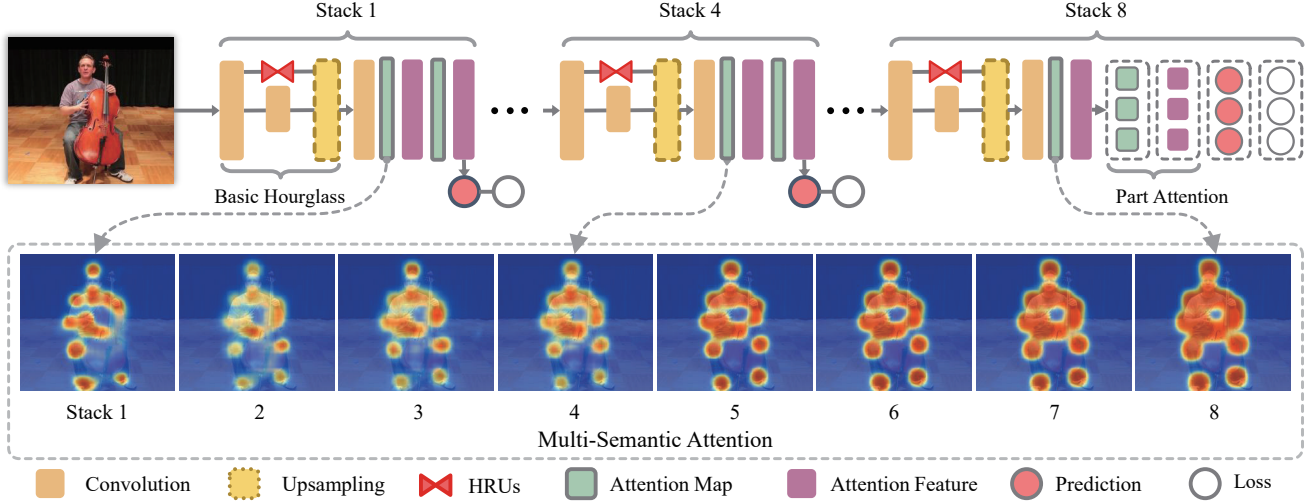 Stack 1
Stack 4
Stack 8
Basic Hourglass
Part Attention
Stack 1
2
3
4
5
6
7
8
Multi-Semantic Attention
Convolution
Upsampling
HRUs
Attention Map
Attention Feature
Prediction
Loss